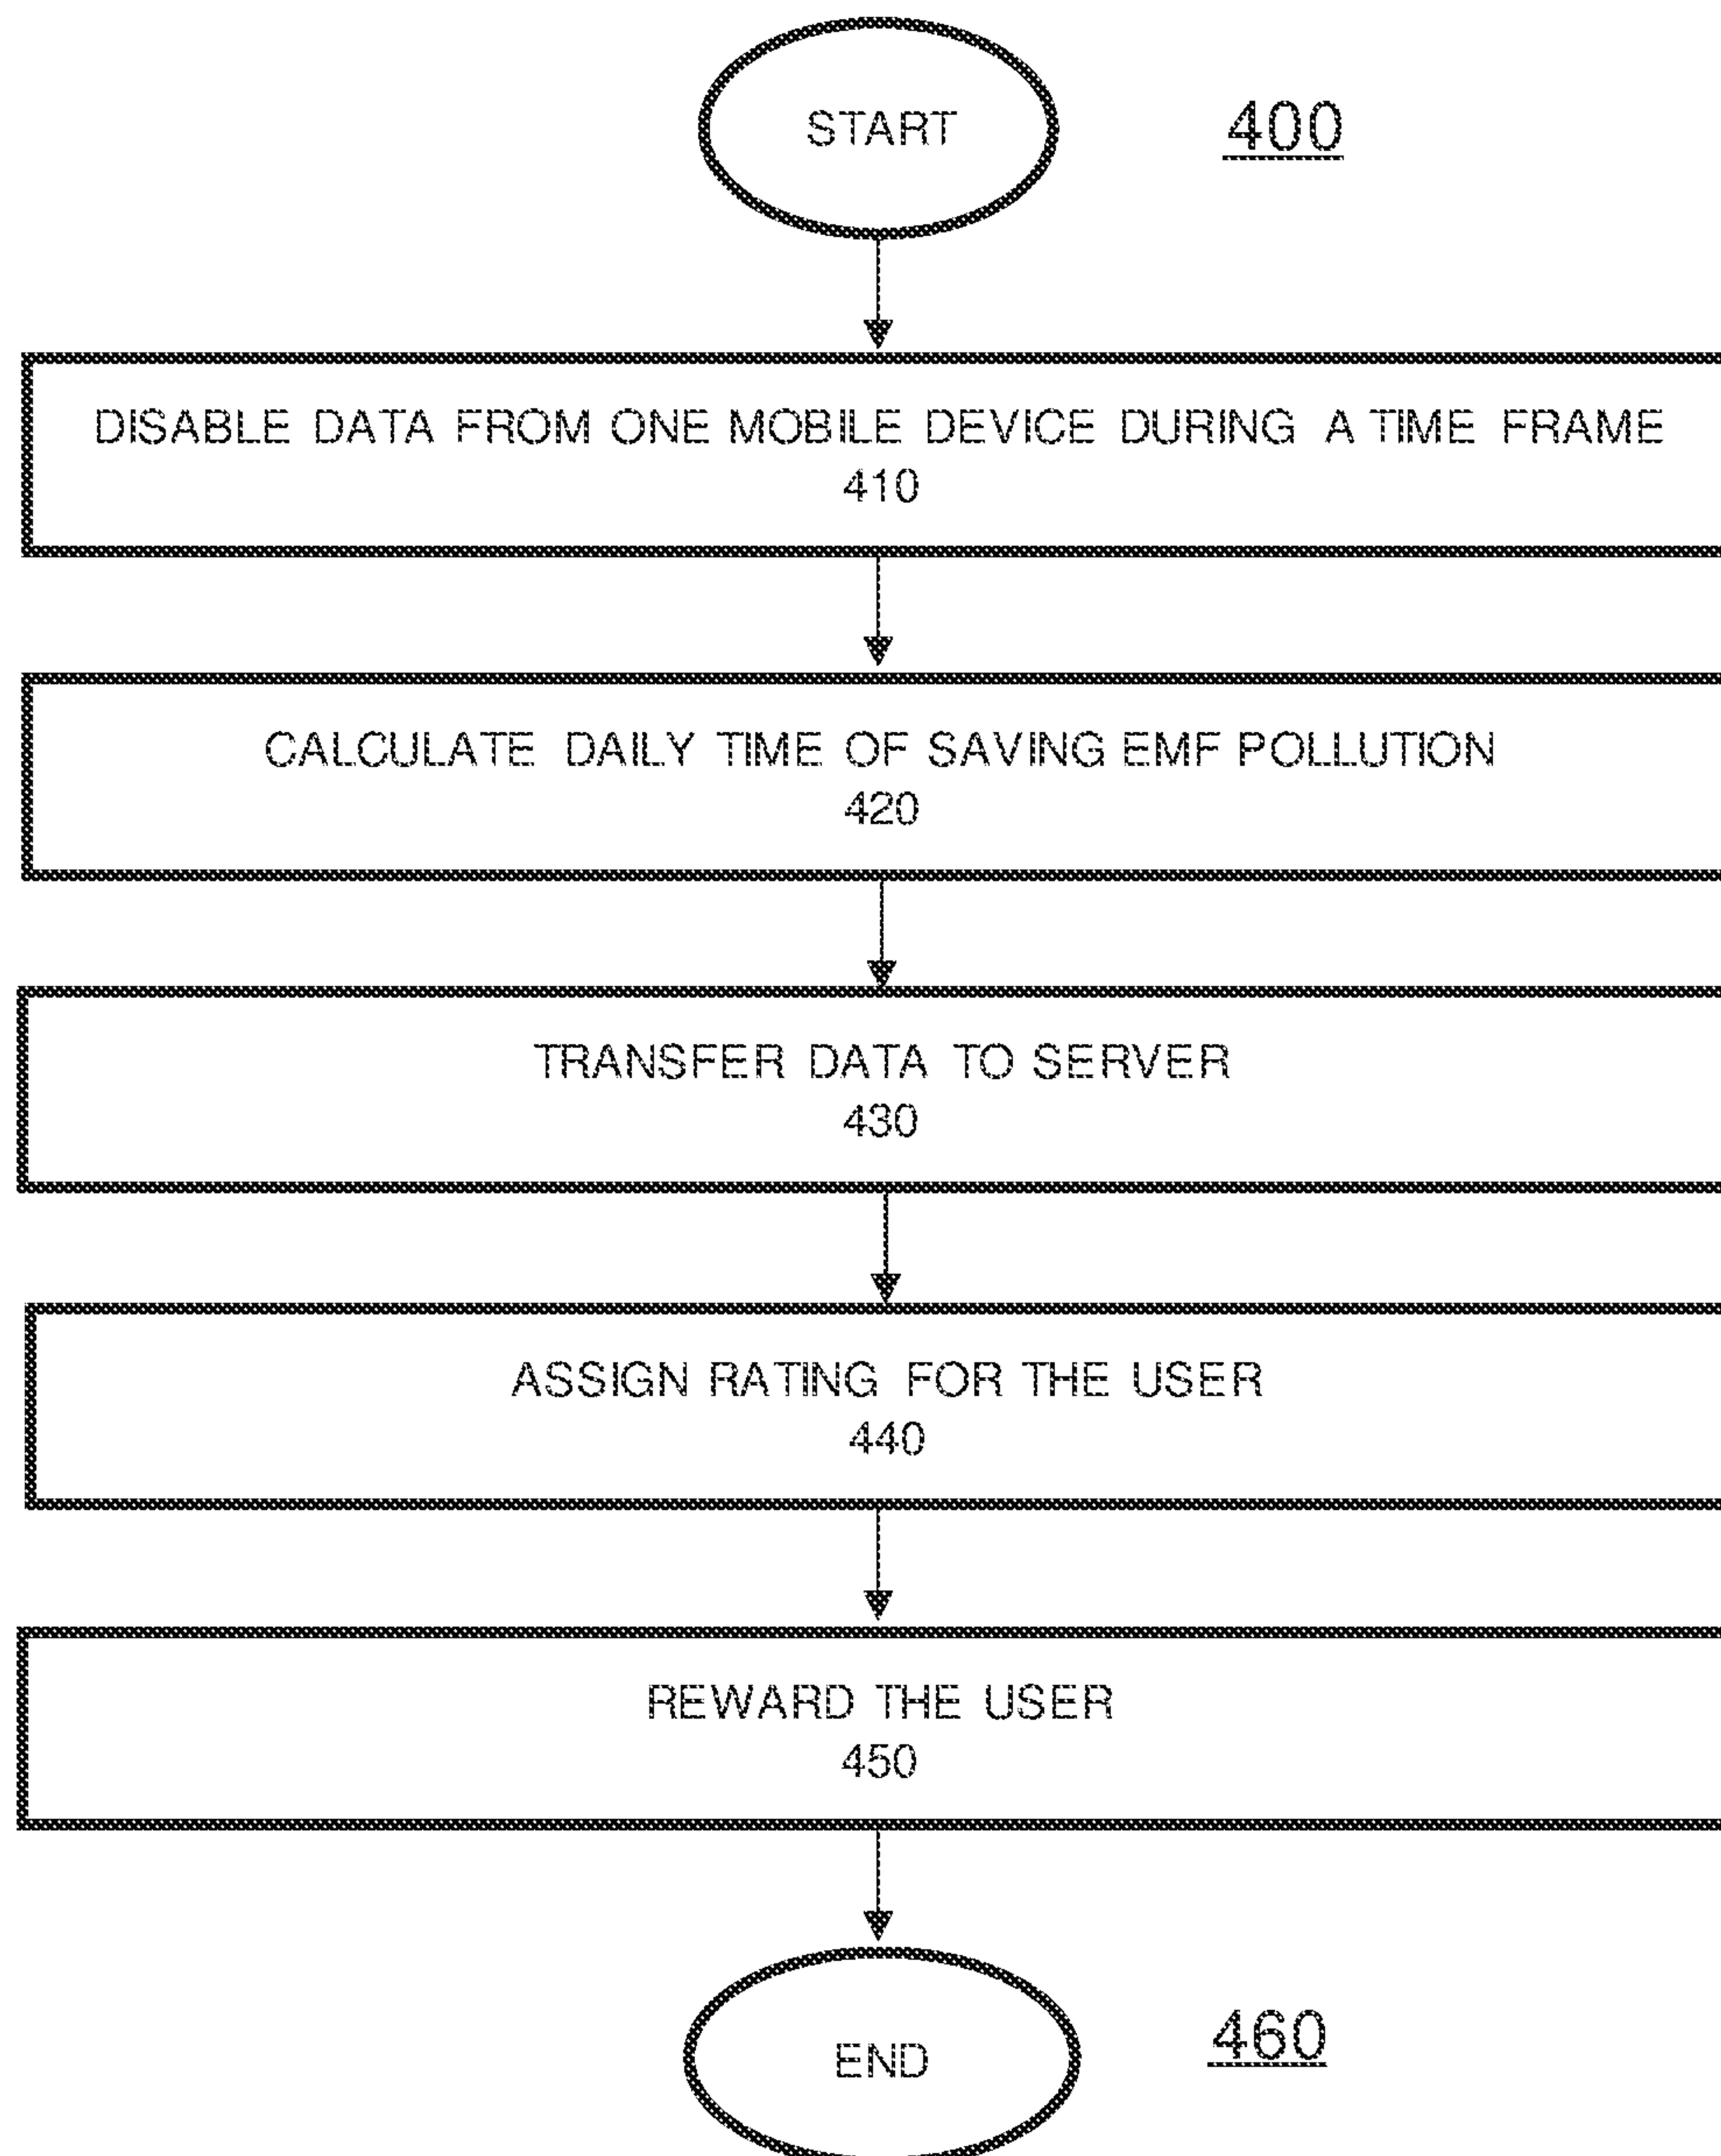 START
400
DISABLE DATA FROM ONE MOBILE DEVICE DURING A TIME FRAME
410
CALCULATE DAILY TIME OF SAVING EMF POLLUTION
420
TRANSFER DATA TO SERVER
430
ASSIGN RATING FOR THE USER
440
REWARD THE USER
450
END
460